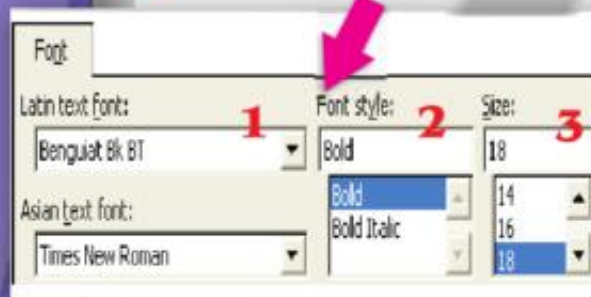 Font
Latin text font: 1 Font style: 2 Size: 3
Benguiat Bk BT Bold 18
Bold 14
Asian text font: Bold Italic 16
Times New Roman 18